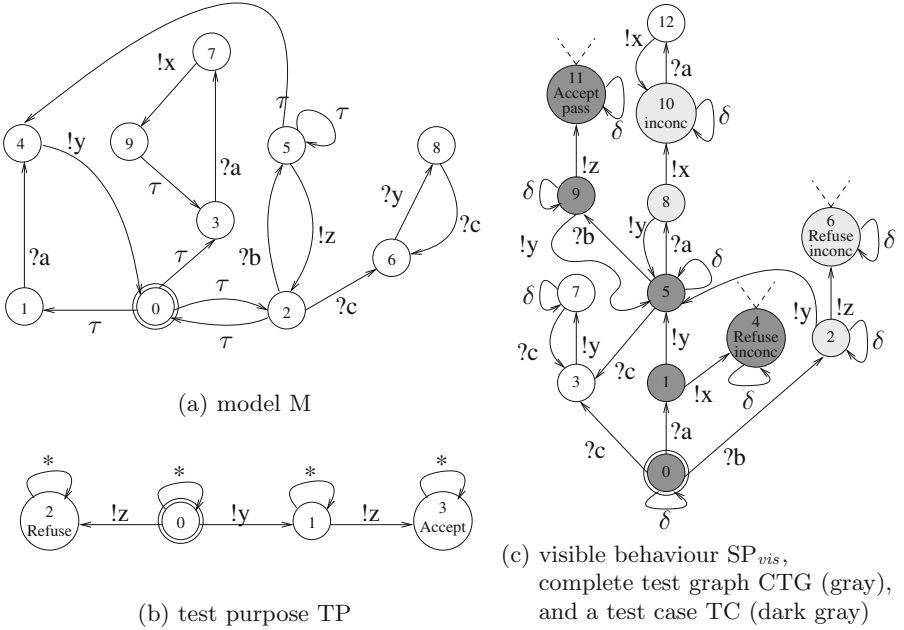 7
!x
9
τ
3
?a
τ
4
!y
?a
1
τ
0
τ
τ
τ
5
τ
?b
!z
2
?c
8
?y
?c
6
(a) model M
*
2
Refuse
!z
*
0
!y
*
1
!z
*
3
Accept
(b) test purpose TP
12
!x
?a
11
Accept
pass
δ
10
inconc
δ
!z
!x
δ
9
8
!y
?b
!y
?a
6
Refuse
inconc
δ
δ
7
5
δ
!y
!z
?c
!y
?c
!y
4
Refuse
inconc
δ
2
δ
3
1
!x
?c
?a
?b
0
δ
(c) visible behaviour SPvis,
complete test graph CTG (gray),
and a test case TC (dark gray)